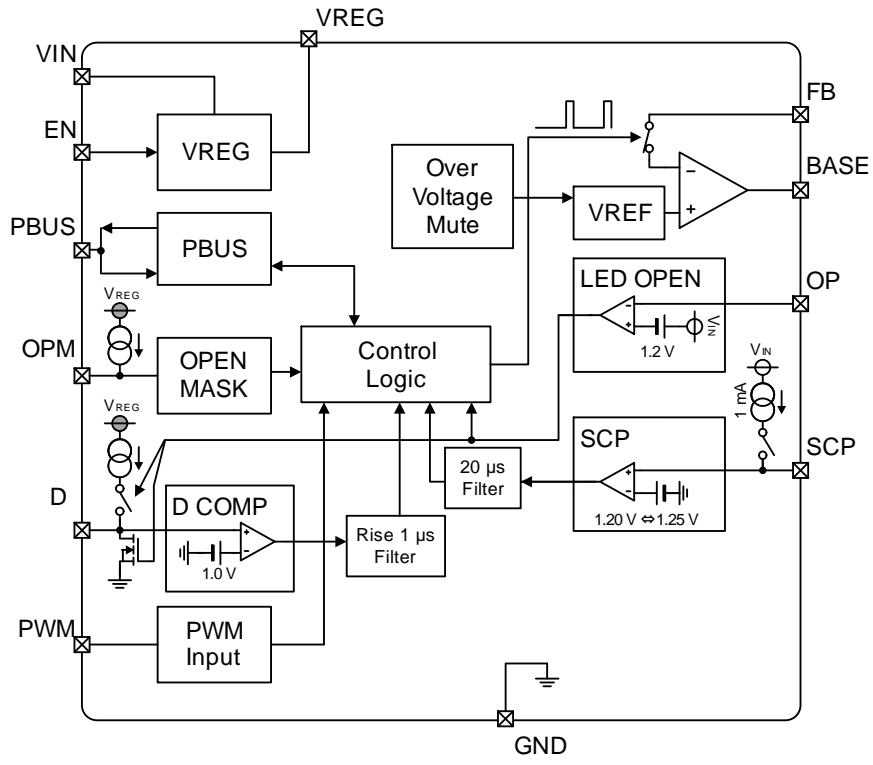 VREG
VIN
FB
EN
VREG
BASE
Over
Voltage
Mute
VREF
PBUS
PBUS
LED OPEN
OP
VREG
1.2 V
VIN
OPM
OPEN
MASK
Control
Logic
VIN
1 mA
VREG
SCP
SCP
20 µs
Filter
1.20 V ⇔1.25 V
D
D COMP
1.0 V
Rise 1 µs
Filter
PWM
PWM
Input
GND